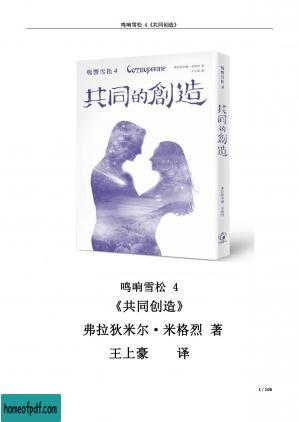 鸣响雪松 4《共同创造》
鳴響雪松 4
Сотворение
共同的創造
共同的創造
鸣响雪松 4
《共同创造》
弗拉狄米尔·米格烈 著
王上豪 译
1 / 106
homeofpdf.com